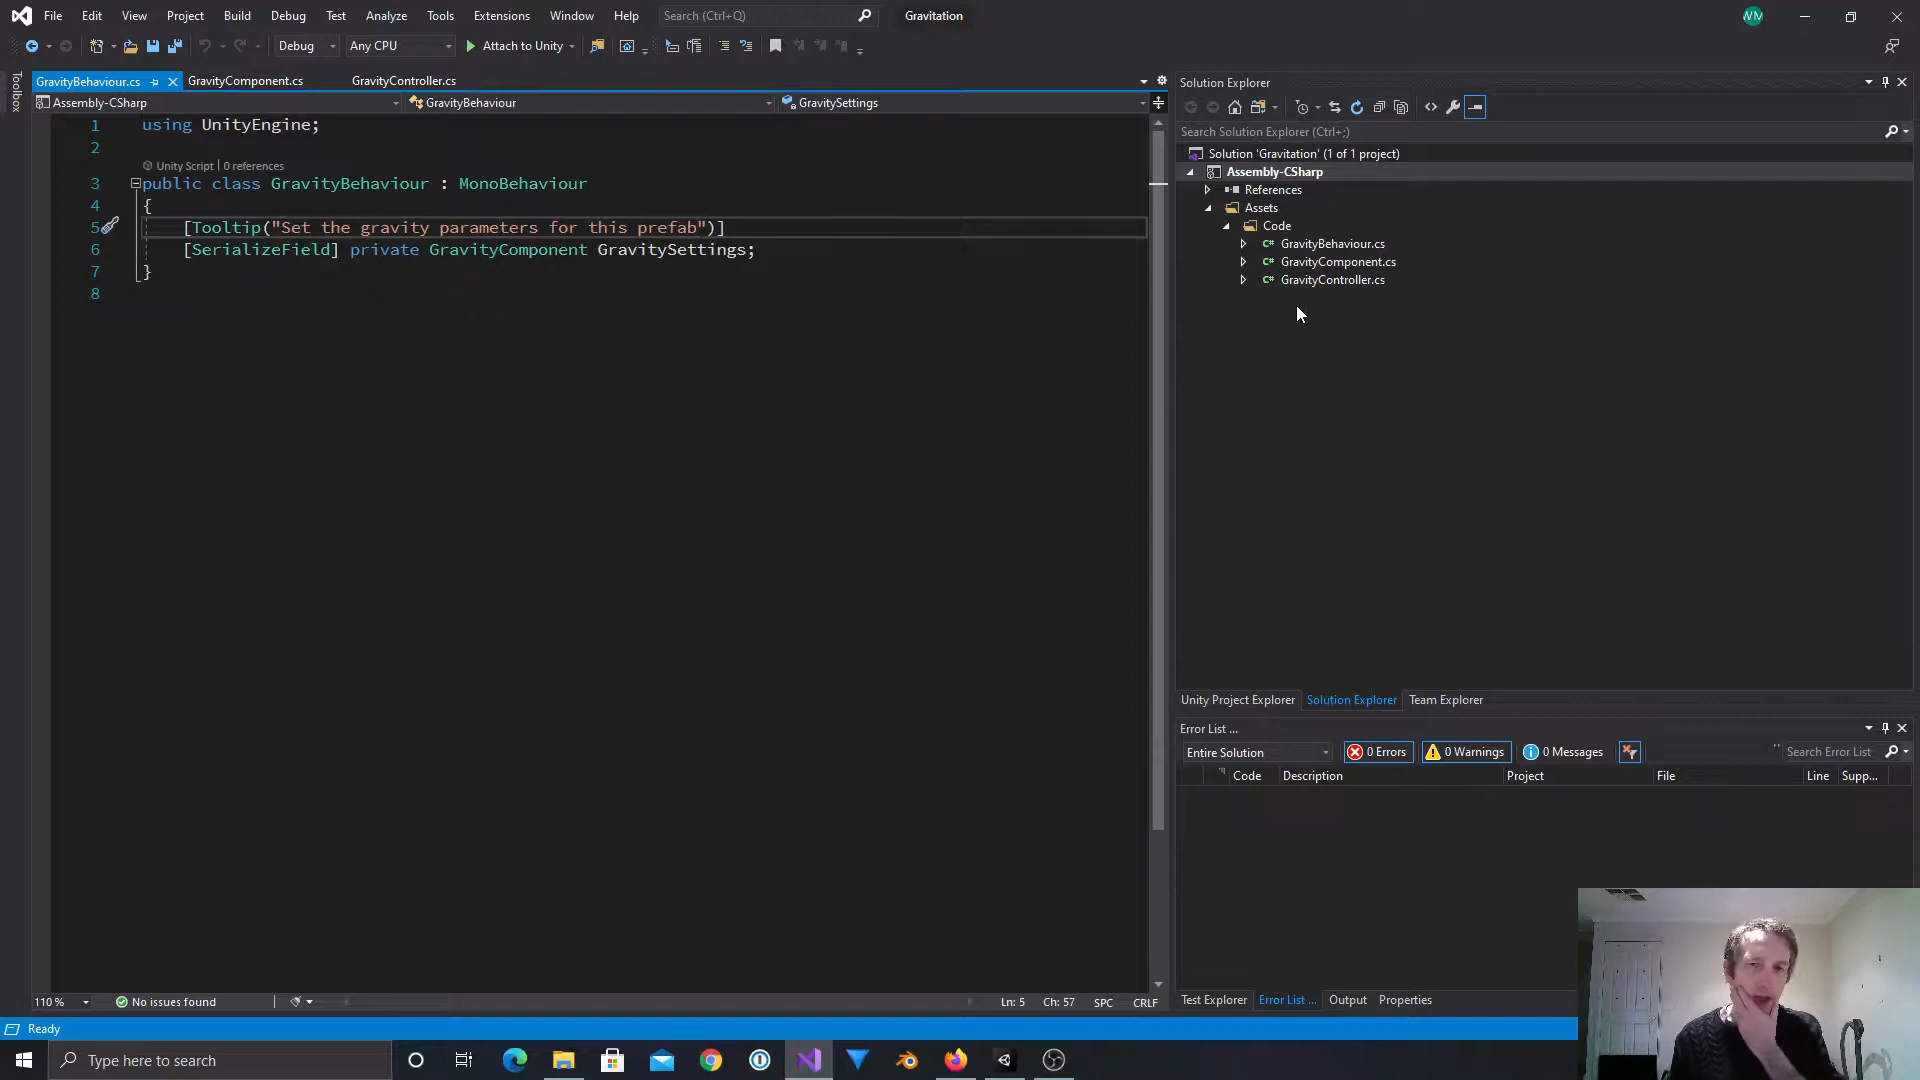 File Edit View Project Build Debug Test Analyze Tools Extensions Window Help Search (Ctrl+Q) Gravitation WM
Debug Any CPU Attach to Unity
Toolbox
GravityBehaviour.cs GravityComponent.cs GravityController.cs
Assembly-CSharp GravityBehaviour GravitySettings
1 using UnityEngine;
2
Unity Script | 0 references
3 public class GravityBehaviour : MonoBehaviour
4 {
5 [Tooltip("Set the gravity parameters for this prefab")]
6 [SerializeField] private GravityComponent GravitySettings;
7 }
8
110 % No issues found Ln: 5 Ch: 57 SPC CRLF
Solution Explorer
Search Solution Explorer (Ctrl+;)
Solution 'Gravitation' (1 of 1 project)
Assembly-CSharp
References
Assets
Code
C# GravityBehaviour.cs
C# GravityComponent.cs
C# GravityController.cs
Unity Project Explorer Solution Explorer Team Explorer
Error List ...
Entire Solution 0 Errors 0 Warnings 0 Messages Search Error List
Code Description Project File Line Supp...
Test Explorer Error List ... Output Properties
Ready
Type here to search